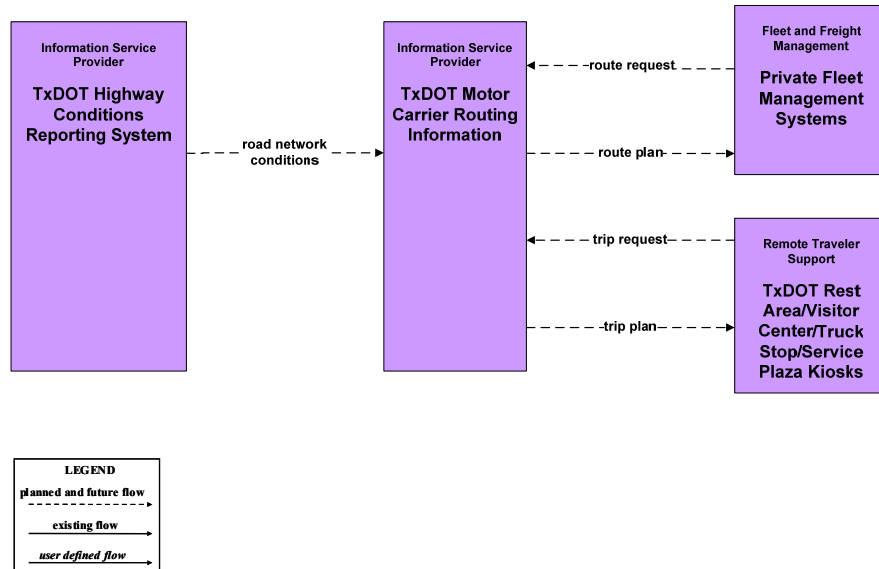 Information Service
Provider
TxDOT Highway
Conditions
Reporting System
road network
conditions
Information Service
Provider
TxDOT Motor
Carrier Routing
Information
route request
route plan
trip request
trip plan
Fleet and Freight
Management
Private Fleet
Management
Systems
Remote Traveler
Support
TxDOT Rest
Area/Visitor
Center/Truck
Stop/Service
Plaza Kiosks
LEGEND
planned and future flow
existing flow
user defined flow